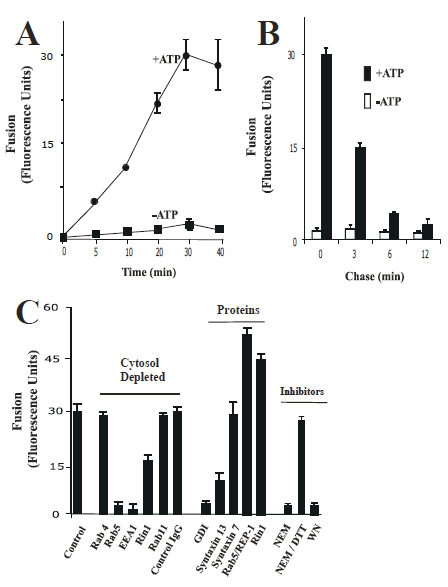 A
Fusion
(Fluorescence Units)
30
15
0
+ATP
-ATP
0 5 10 20 30 40
Time (min)
B
Fusion
(Fluorescence Units)
30
15
0
+ATP
-ATP
0 3 6 12
Chase (min)
C
Fusion
(Fluorescence Units)
60
45
30
15
0
Cytosol
Depleted
Proteins
Inhibitors
Control
Rab 4
Rab5
EEA1
Rin1
Rab11
Control IgG
GDI
Syntaxin 13
Syntaxin 7
Rab5/REP-1
Rin1
NEM
NEM / DTT
WN